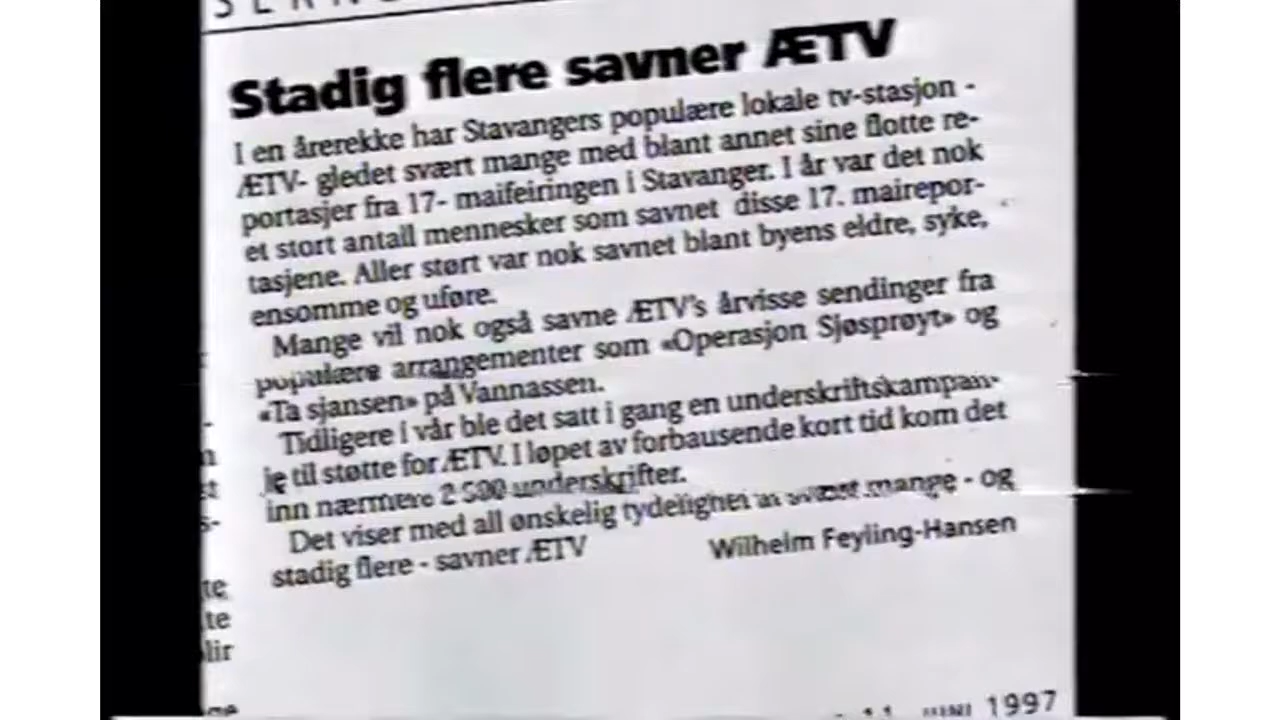 Stadig flere savner ÆTV
I en årerekke har Stavangers populære lokale tv-stasjon -
ÆTV- gledet svært mange med blant annet sine flotte re-
portasjer fra 17- maifeiringen i Stavanger. I år var det nok
et stort antall mennesker som savnet disse 17. mairepor-
tasjene. Aller størt var nok savnet blant byens eldre, syke,
ensomme og uføre.
Mange vil nok også savne ÆTV's årvisse sendinger fra
populære arrangementer som «Operasjon Sjøsprøyt» og
«Ta sjansen» på Vannassen.
Tidligere i vår ble det satt i gang en underskriftskampan-
je til støtte for ÆTV. I løpet av forbausende kort tid kom det
inn nærmere 2 500 underskrifter.
Det viser med all ønskelig tydelighet at svært mange - og
stadig flere - savner ÆTV
Wilhelm Feyling-Hansen
te
te
lir
11 JUNI 1997